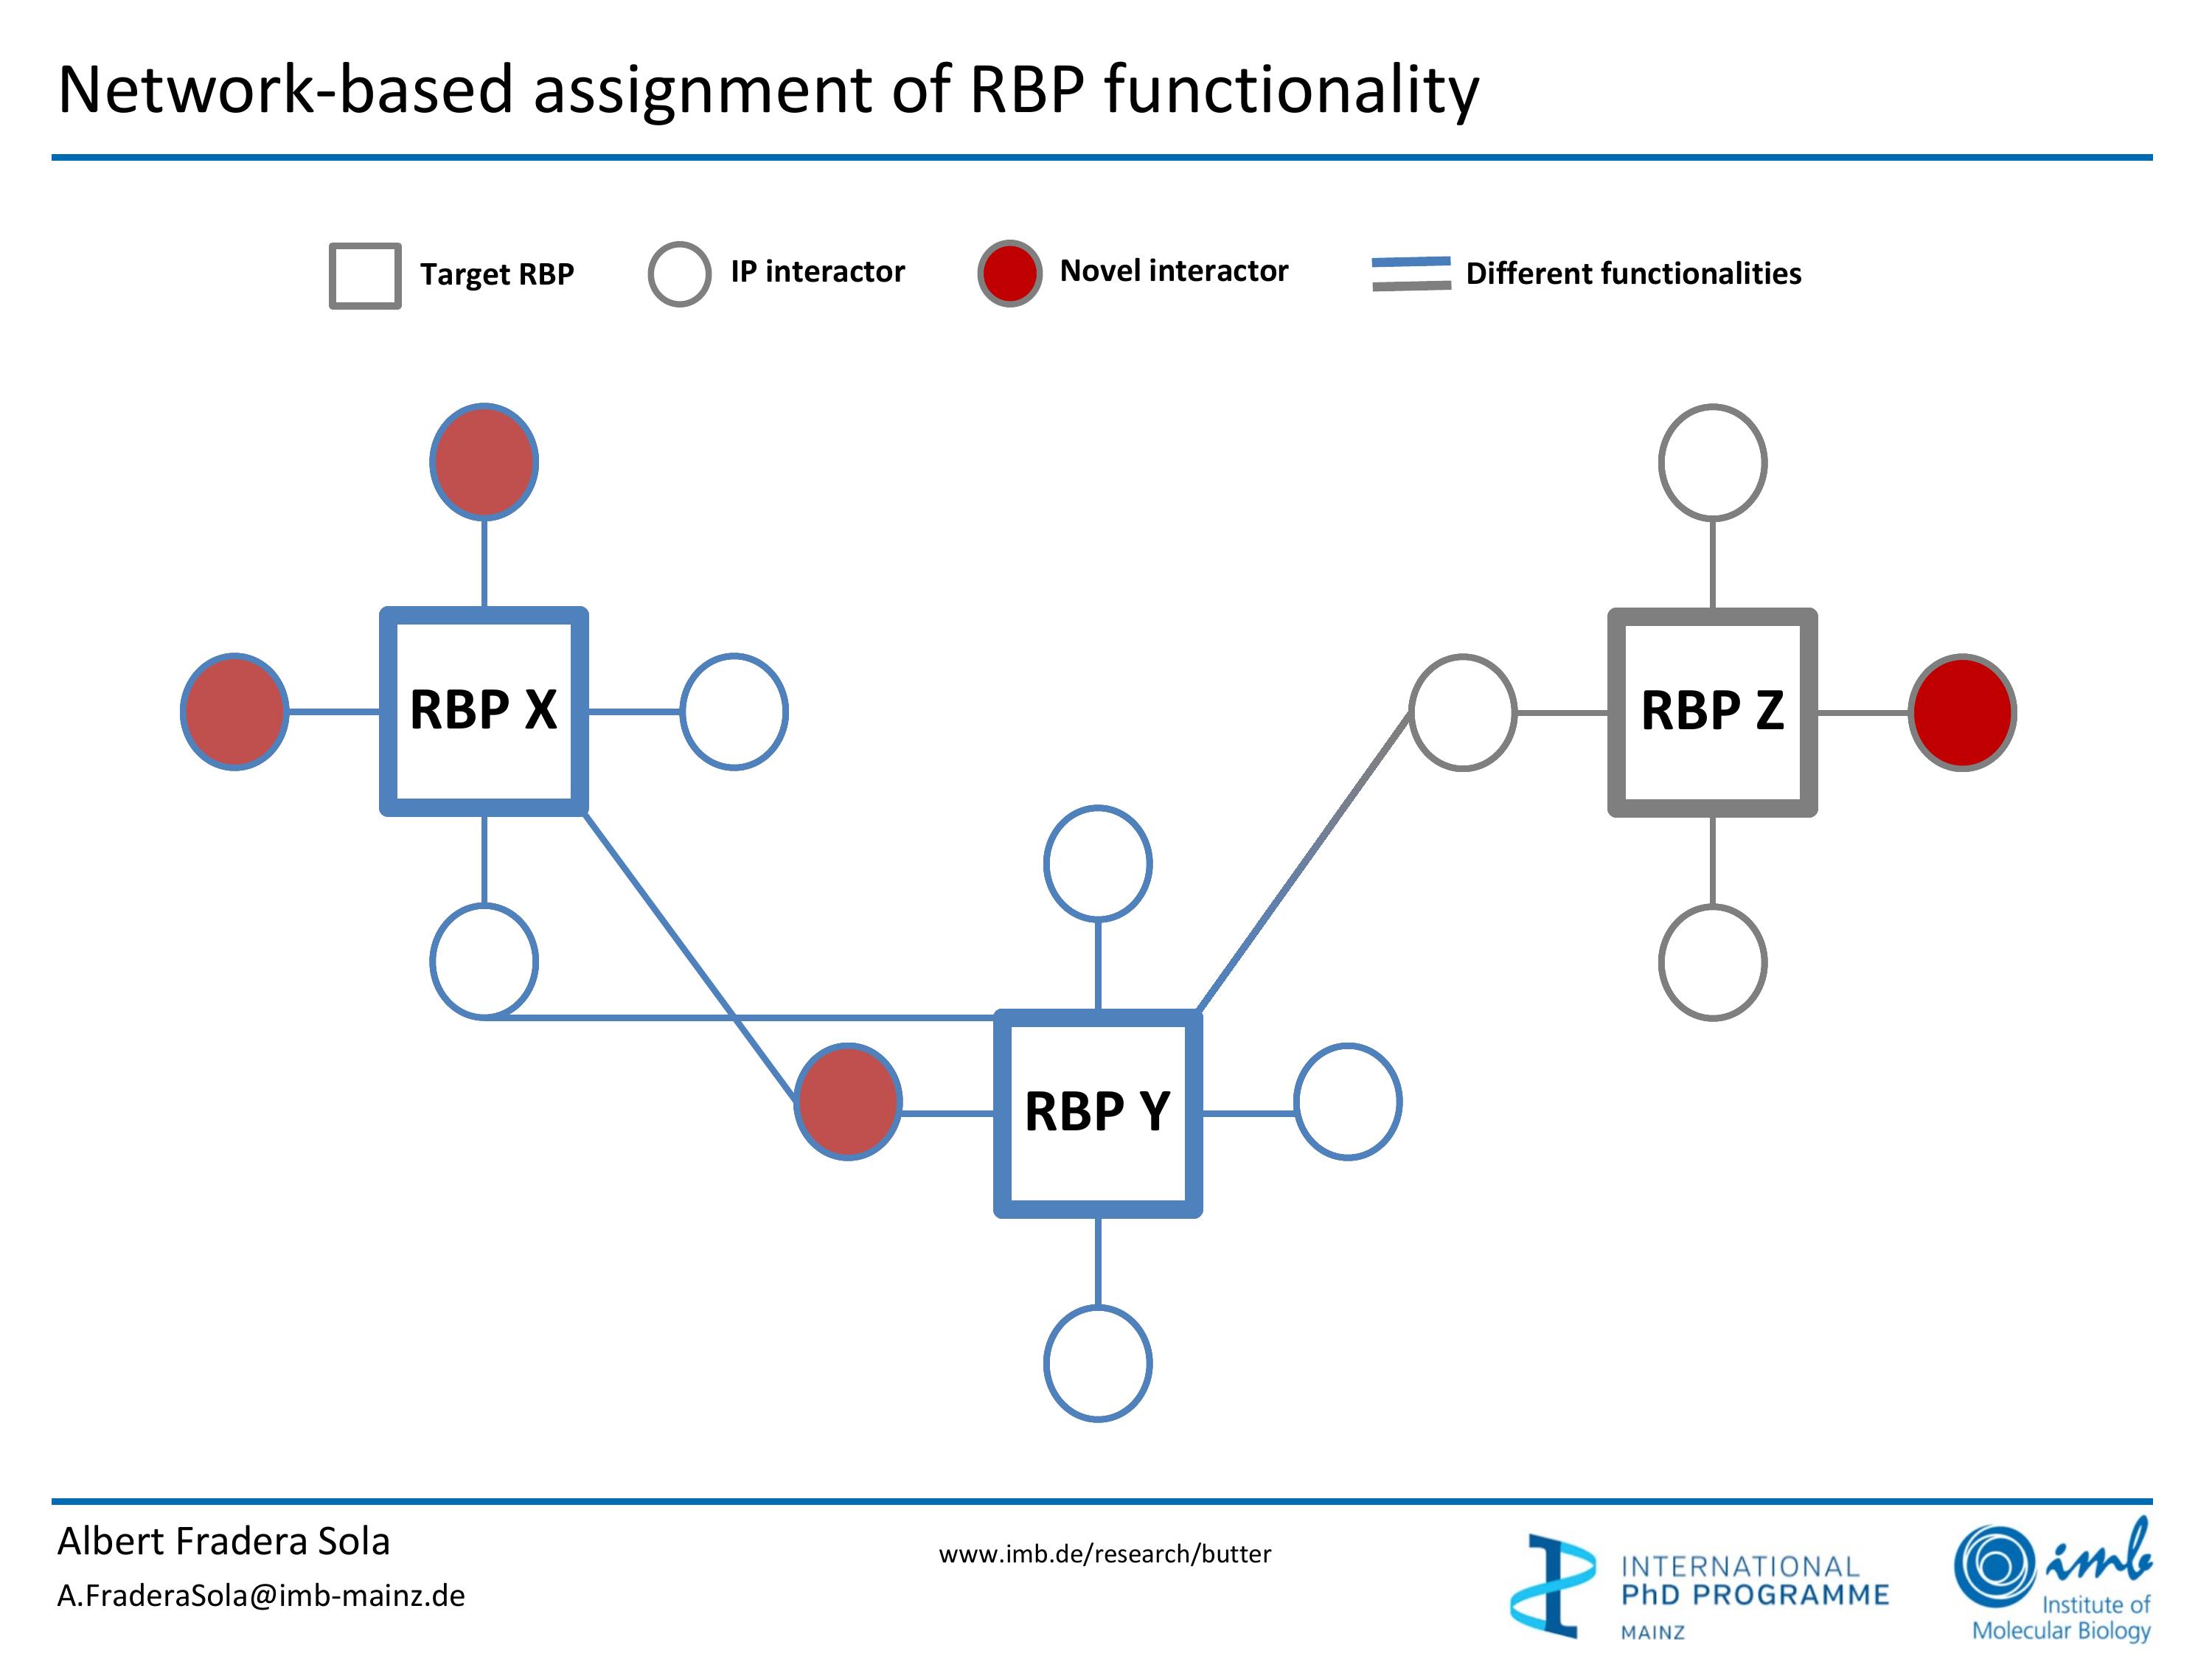 Network-based assignment of RBP functionality
Target RBP
IP interactor
Novel interactor
Different functionalities
RBP X
RBP Z
RBP Y
Albert Fradera Sola
A.FraderaSola@imb-mainz.de
www.imb.de/research/butter
INTERNATIONAL
PhD PROGRAMME
MAINZ
imb
Institute of
Molecular Biology